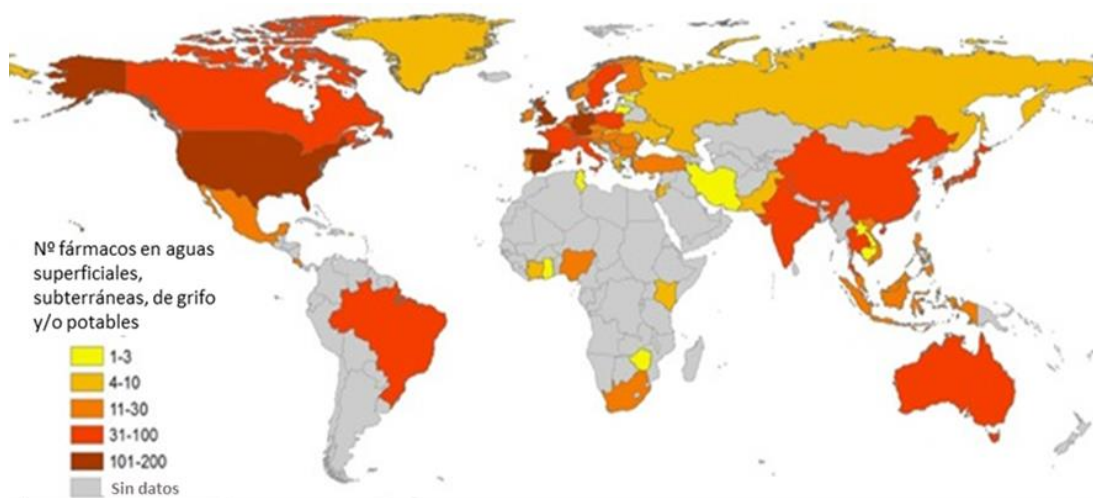 Nº fármacos en aguas
superficiales,
subterráneas, de grifo
y/o potables
1-3
4-10
11-30
31-100
101-200
Sin datos